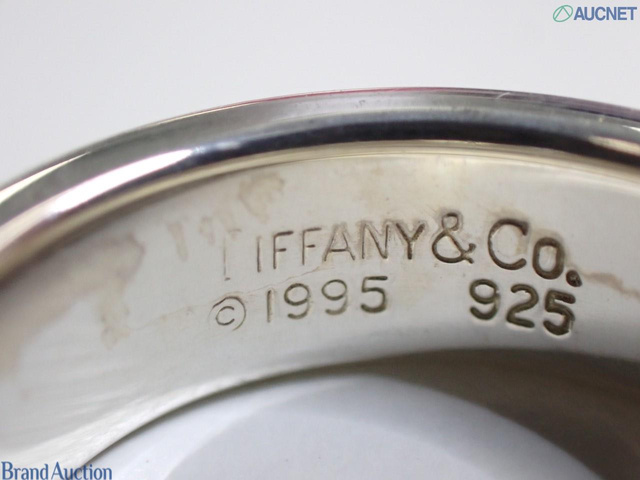 AUCNET
TIFFANY & Co.
© 1995 925
Brand Auction